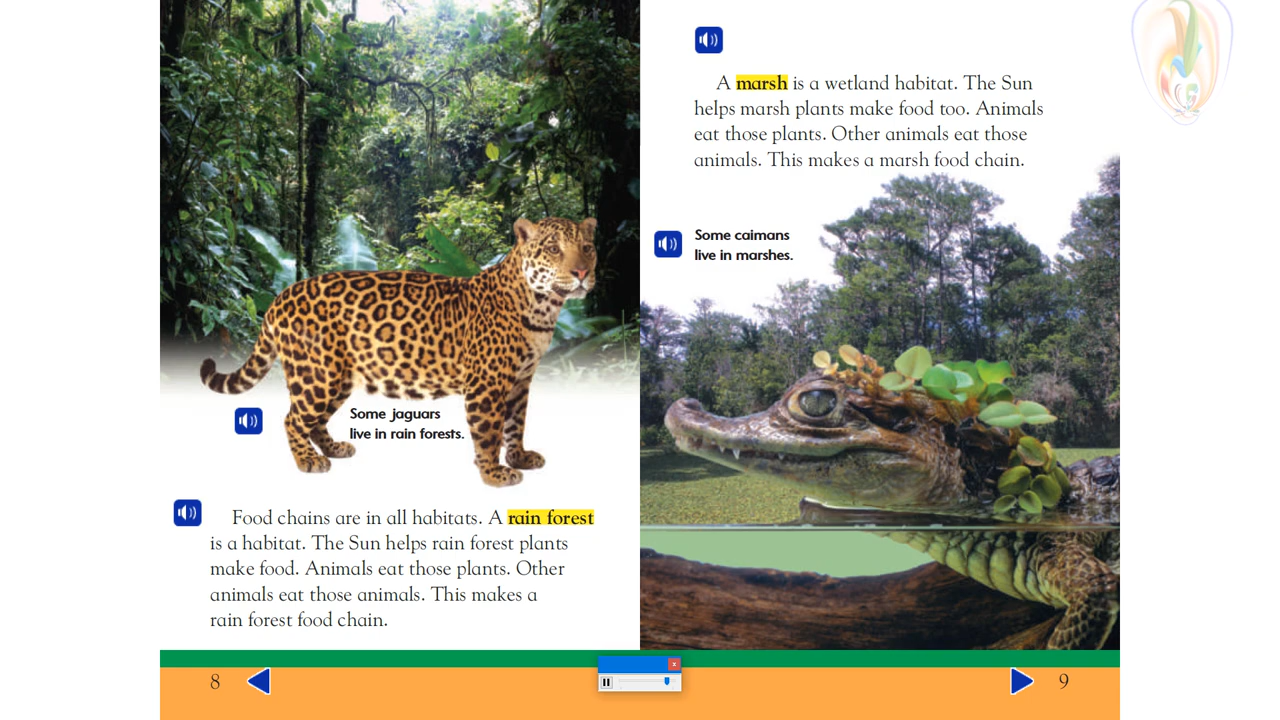 Some jaguars
live in rain forests.
Food chains are in all habitats. A rain forest
is a habitat. The Sun helps rain forest plants
make food. Animals eat those plants. Other
animals eat those animals. This makes a
rain forest food chain.
8
A marsh is a wetland habitat. The Sun
helps marsh plants make food too. Animals
eat those plants. Other animals eat those
animals. This makes a marsh food chain.
Some caimans
live in marshes.
9